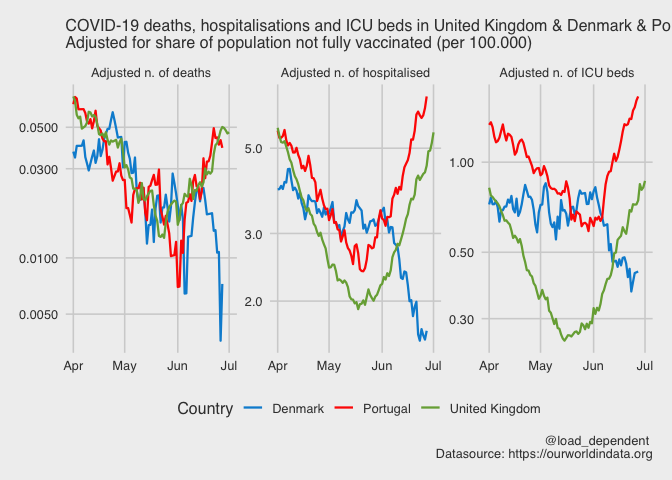 COVID-19 deaths, hospitalisations and ICU beds in United Kingdom & Denmark & Po
Adjusted for share of population not fully vaccinated (per 100.000)
Adjusted n. of deaths
Adjusted n. of hospitalised
Adjusted n. of ICU beds
0.0500
0.0300
0.0100
0.0050
5.0
3.0
2.0
1.00
0.50
0.30
Apr May Jun Jul
Apr May Jun Jul
Apr May Jun Jul
Country Denmark Portugal United Kingdom
@load_dependent
Datasource: https://ourworldindata.org